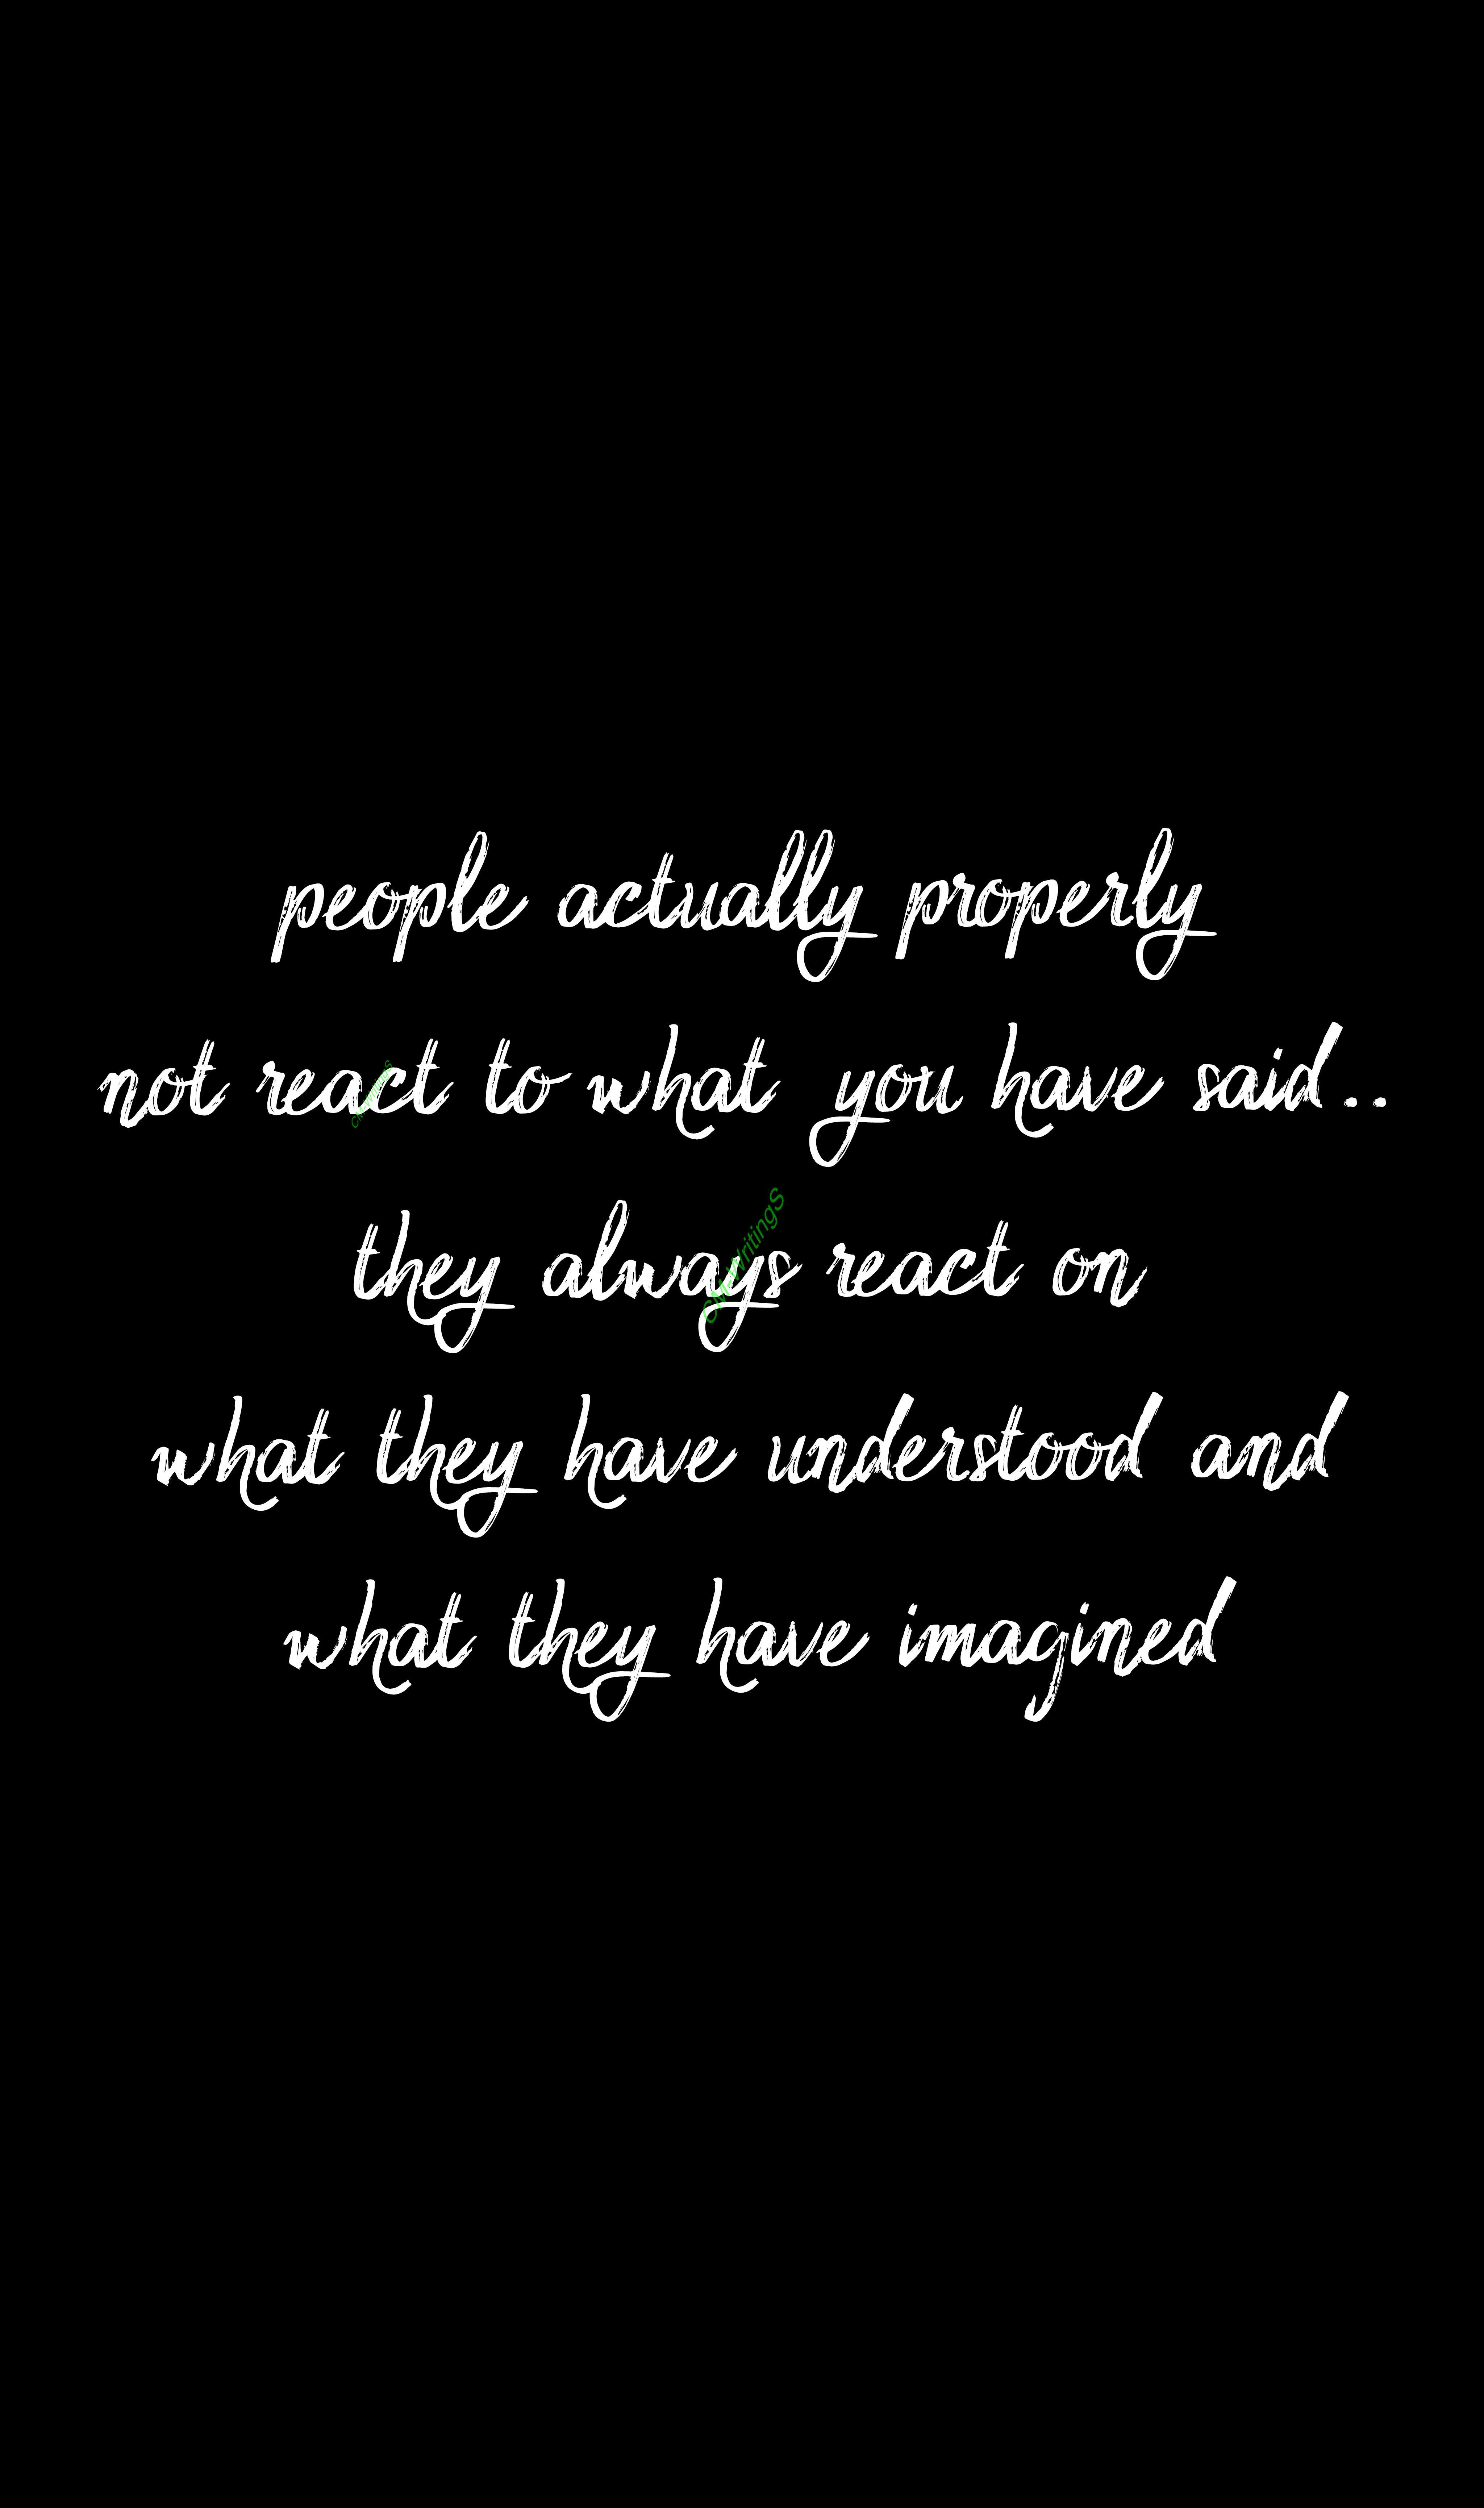 people actually properly
not react to what you have said..
they always react on
what they have understood and
what they have imagined